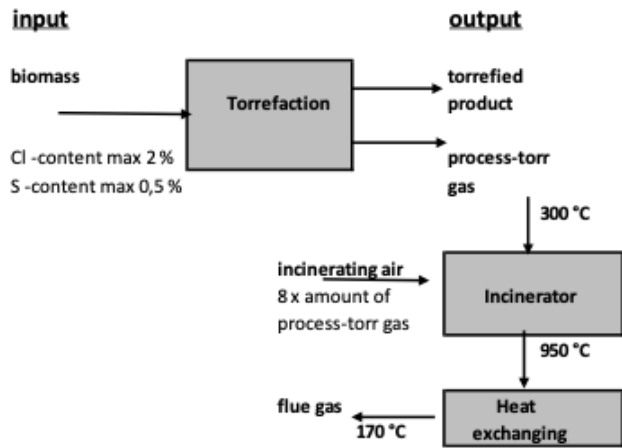 input
output
biomass
Torrefaction
torrefied
product
Cl -content max 2 %
S -content max 0,5 %
process-torr
gas
300 °C
incinerating air
8 x amount of
process-torr gas
Incinerator
950 °C
flue gas
170 °C
Heat
exchanging